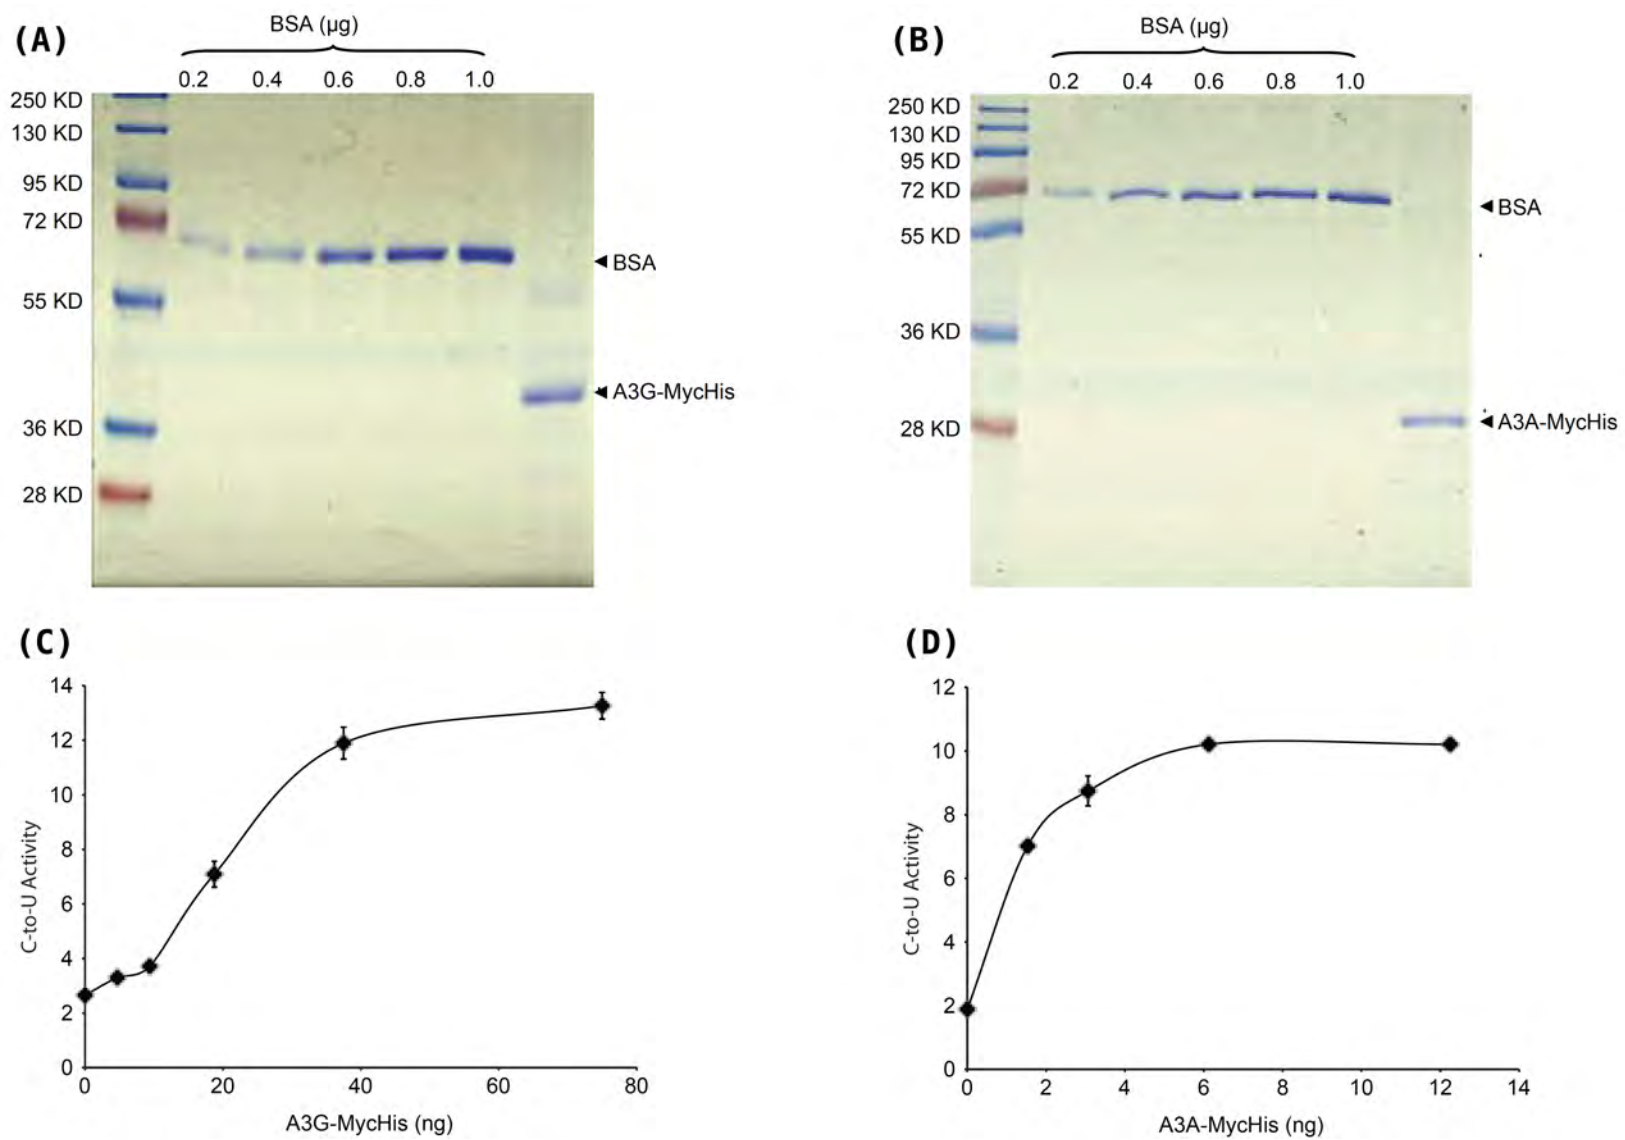 (A)
BSA (µg)
0.2 0.4 0.6 0.8 1.0
250 KD
130 KD
95 KD
72 KD
55 KD
36 KD
28 KD
BSA
A3G-MycHis
(B)
BSA (µg)
0.2 0.4 0.6 0.8 1.0
250 KD
130 KD
95 KD
72 KD
55 KD
36 KD
28 KD
BSA
A3A-MycHis
(C)
14
12
10
8
6
4
2
0
C-to-U Activity
0 20 40 60 80
A3G-MycHis (ng)
(D)
12
10
8
6
4
2
0
C-to-U Activity
0 2 4 6 8 10 12 14
A3A-MycHis (ng)